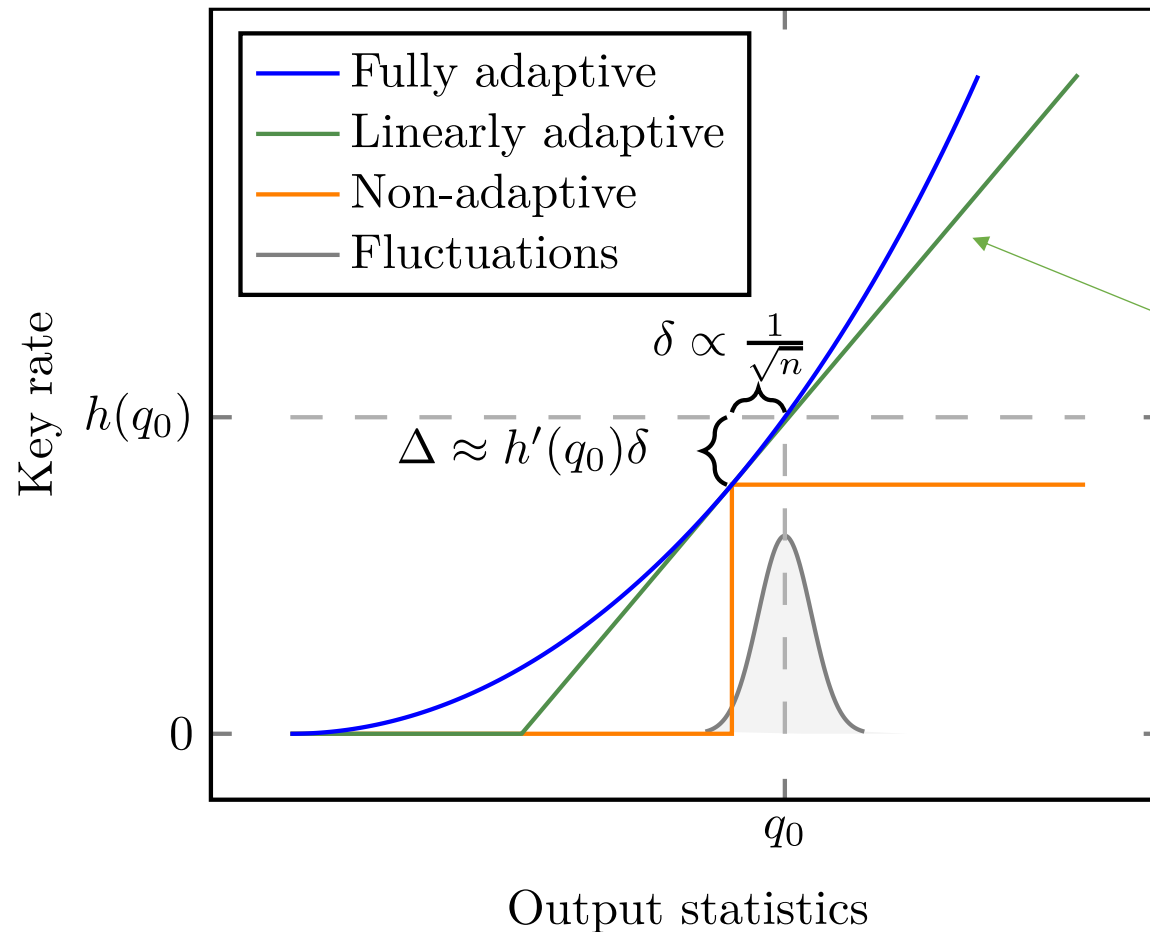 Fully adaptive
Linearly adaptive
Non-adaptive
Fluctuations
δ ∝ 1/√n
Key rate
h(q₀)
Δ ≈ h′(q₀)δ
0
q₀
Output statistics